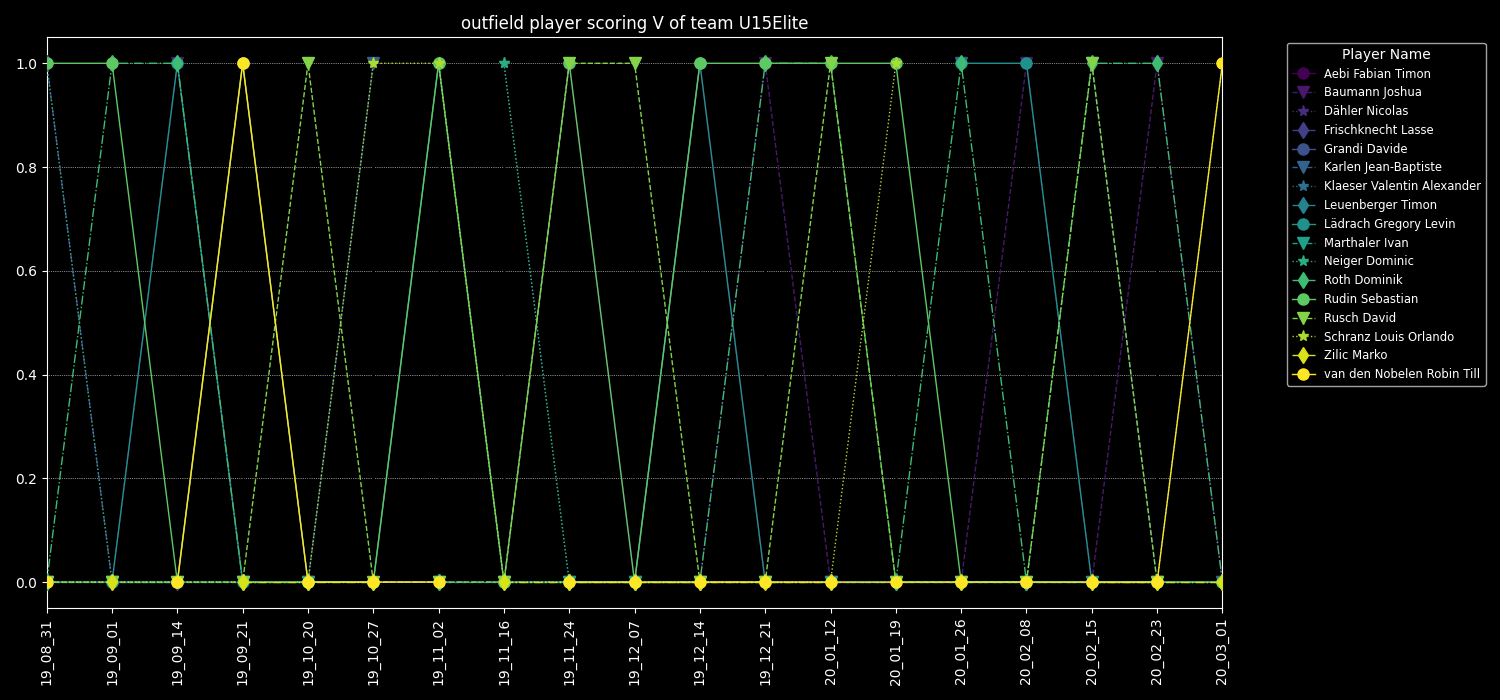 outfield player scoring V of team U15Elite
1.0
0.8
0.6
0.4
0.2
0.0
19_08_31
19_09_01
19_09_14
19_09_21
19_10_20
19_10_27
19_11_02
19_11_16
19_11_24
19_12_07
19_12_14
19_12_21
20_01_12
20_01_19
20_01_26
20_02_08
20_02_15
20_02_23
20_03_01
Player Name
Aebi Fabian Timon
Baumann Joshua
Dähler Nicolas
Frischknecht Lasse
Grandi Davide
Karlen Jean-Baptiste
Klaeser Valentin Alexander
Leuenberger Timon
Lädrach Gregory Levin
Marthaler Ivan
Neiger Dominic
Roth Dominik
Rudin Sebastian
Rusch David
Schranz Louis Orlando
Zilic Marko
van den Nobelen Robin Till